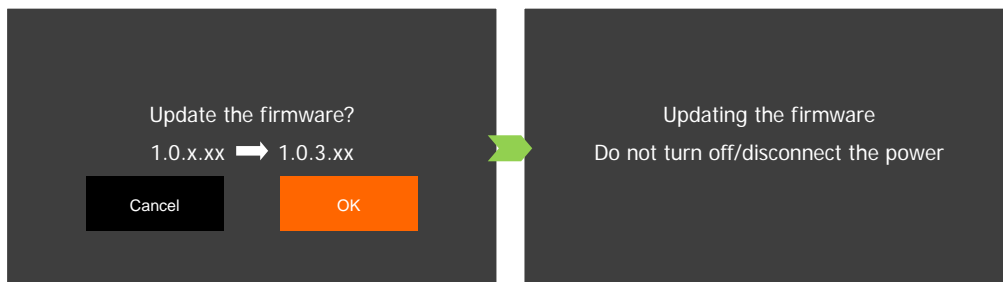 Update the firmware?
1.0.x.xx 1.0.3.xx
Cancel OK
Updating the firmware
Do not turn off/disconnect the power